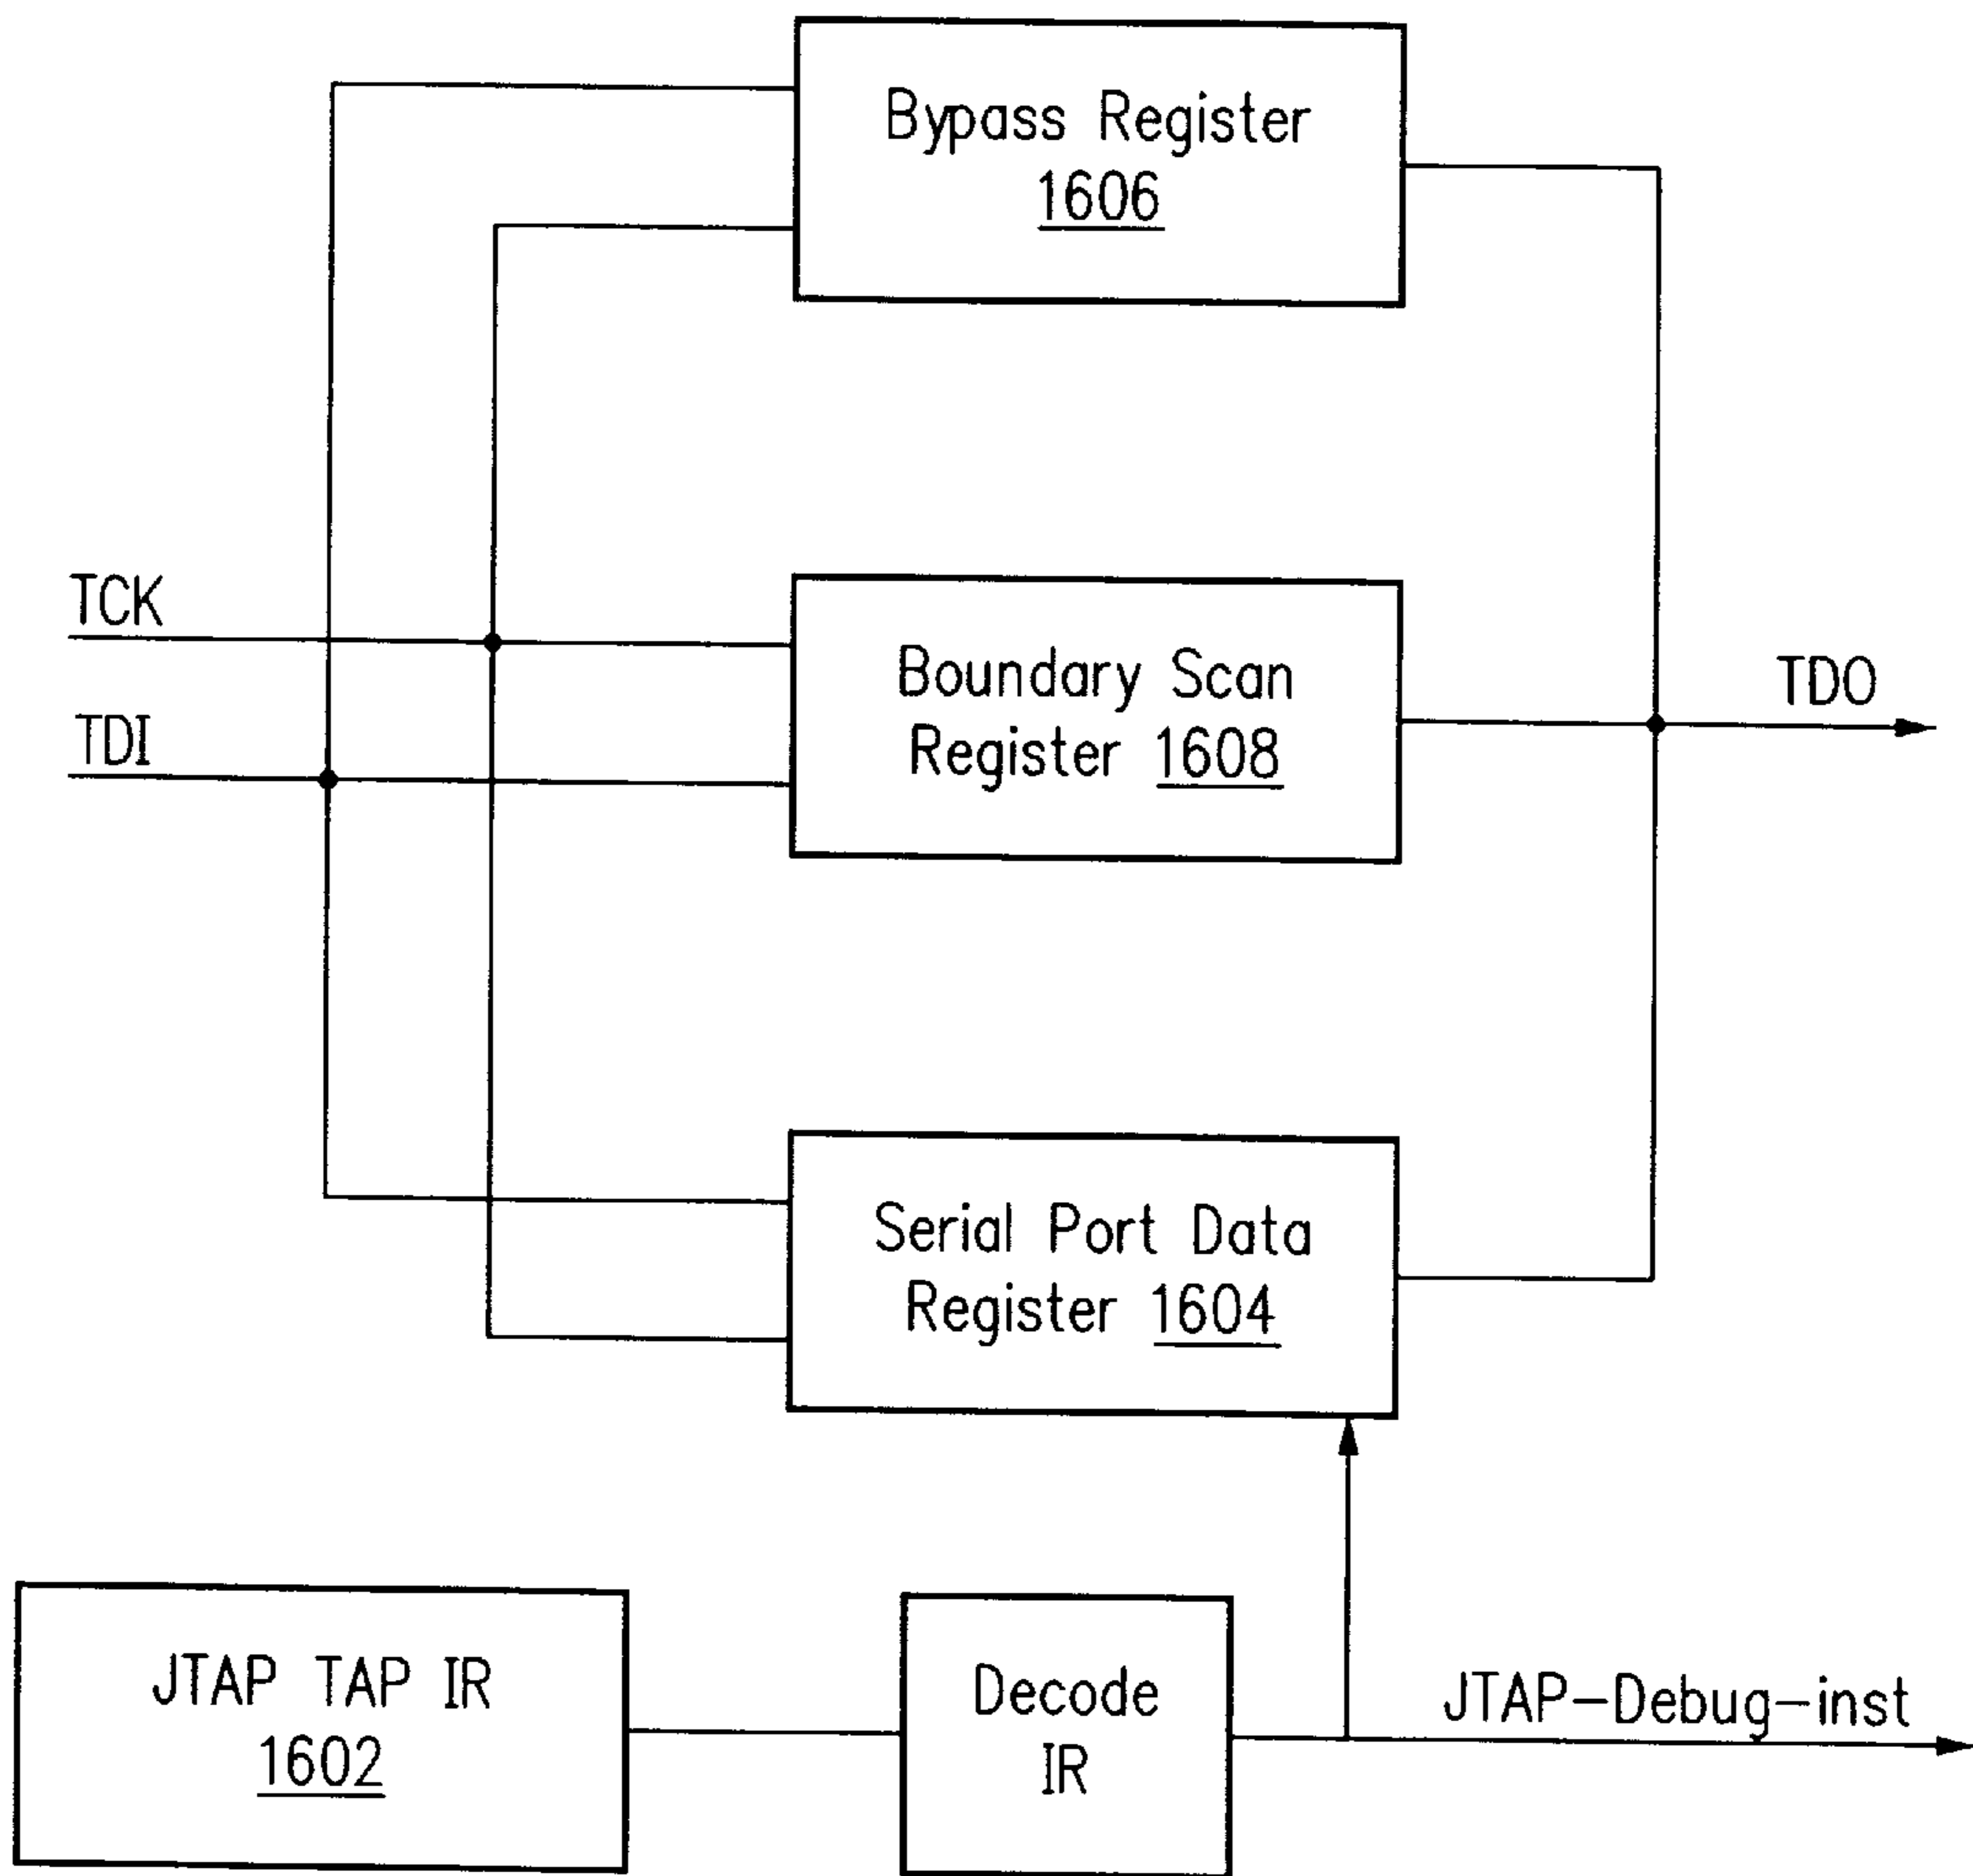 Bypass Register
1606
TCK
TDI
Boundary Scan
Register 1608
TDO
Serial Port Data
Register 1604
JTAP TAP IR
1602
Decode
IR
JTAP-Debug-inst